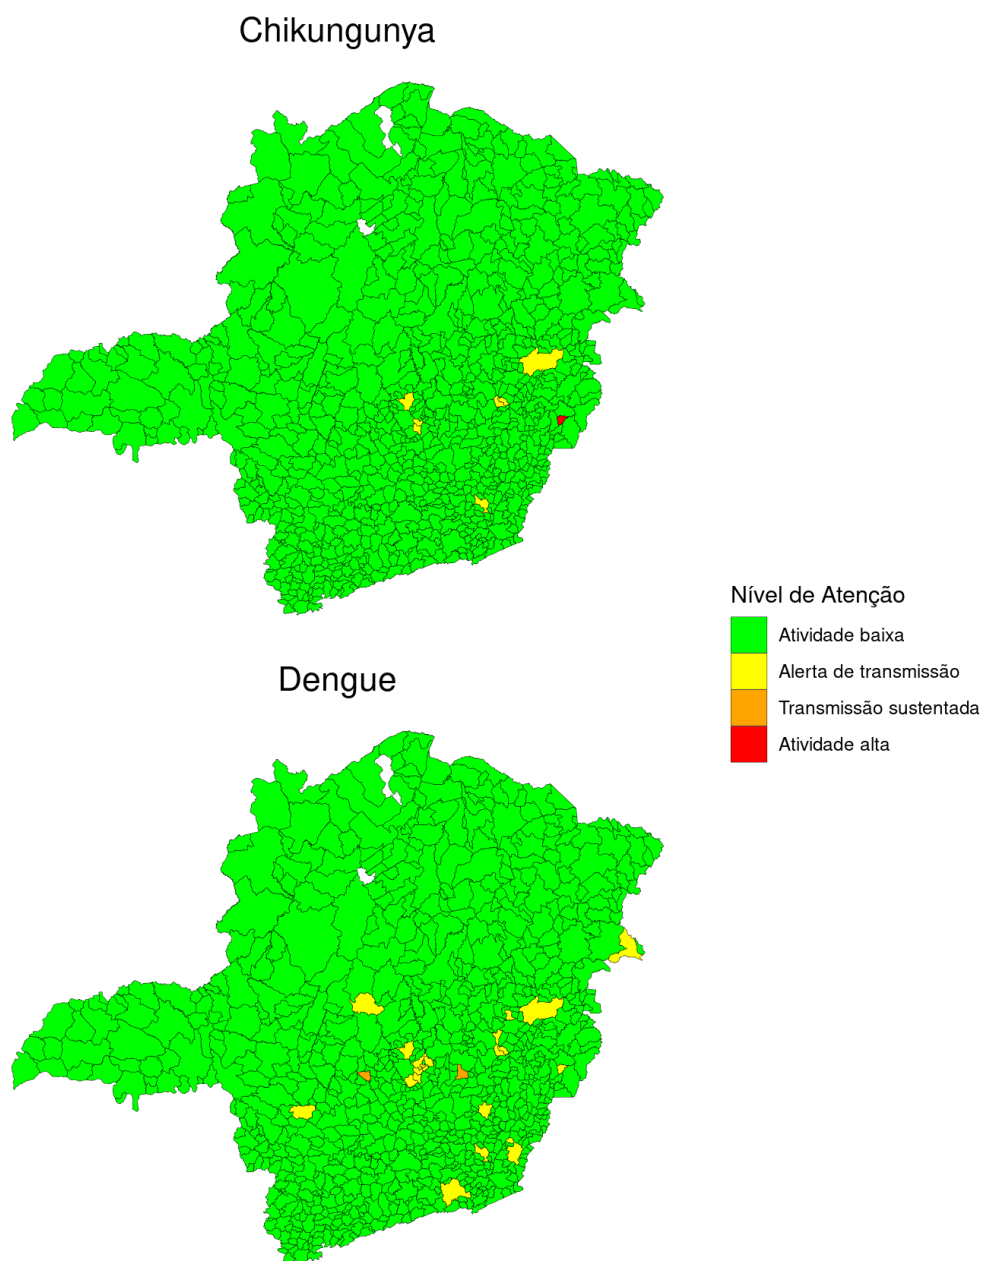 Chikungunya
Nível de Atenção
Atividade baixa
Alerta de transmissão
Transmissão sustentada
Atividade alta
Dengue